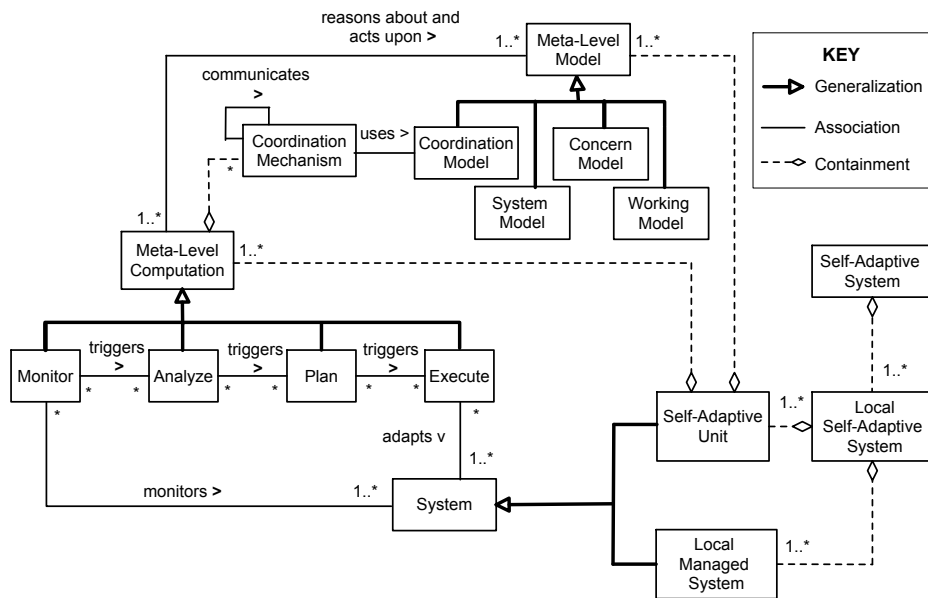 reasons about and
acts upon >
1..*
1..*
Meta-Level
Model
1..*
KEY
Generalization
Association
Containment
communicates
>
Coordination
Mechanism
*
uses >
Coordination
Model
Concern
Model
System
Model
Working
Model
1..*
Meta-Level
Computation
1..*
Self-Adaptive
System
1..*
Monitor
triggers
>
*
*
*
Analyze
triggers
>
*
*
Plan
triggers
>
*
*
Execute
*
adapts v
1..*
monitors >
1..*
System
Self-Adaptive
Unit
1..*
Local
Self-Adaptive
System
Local
Managed
System
1..*